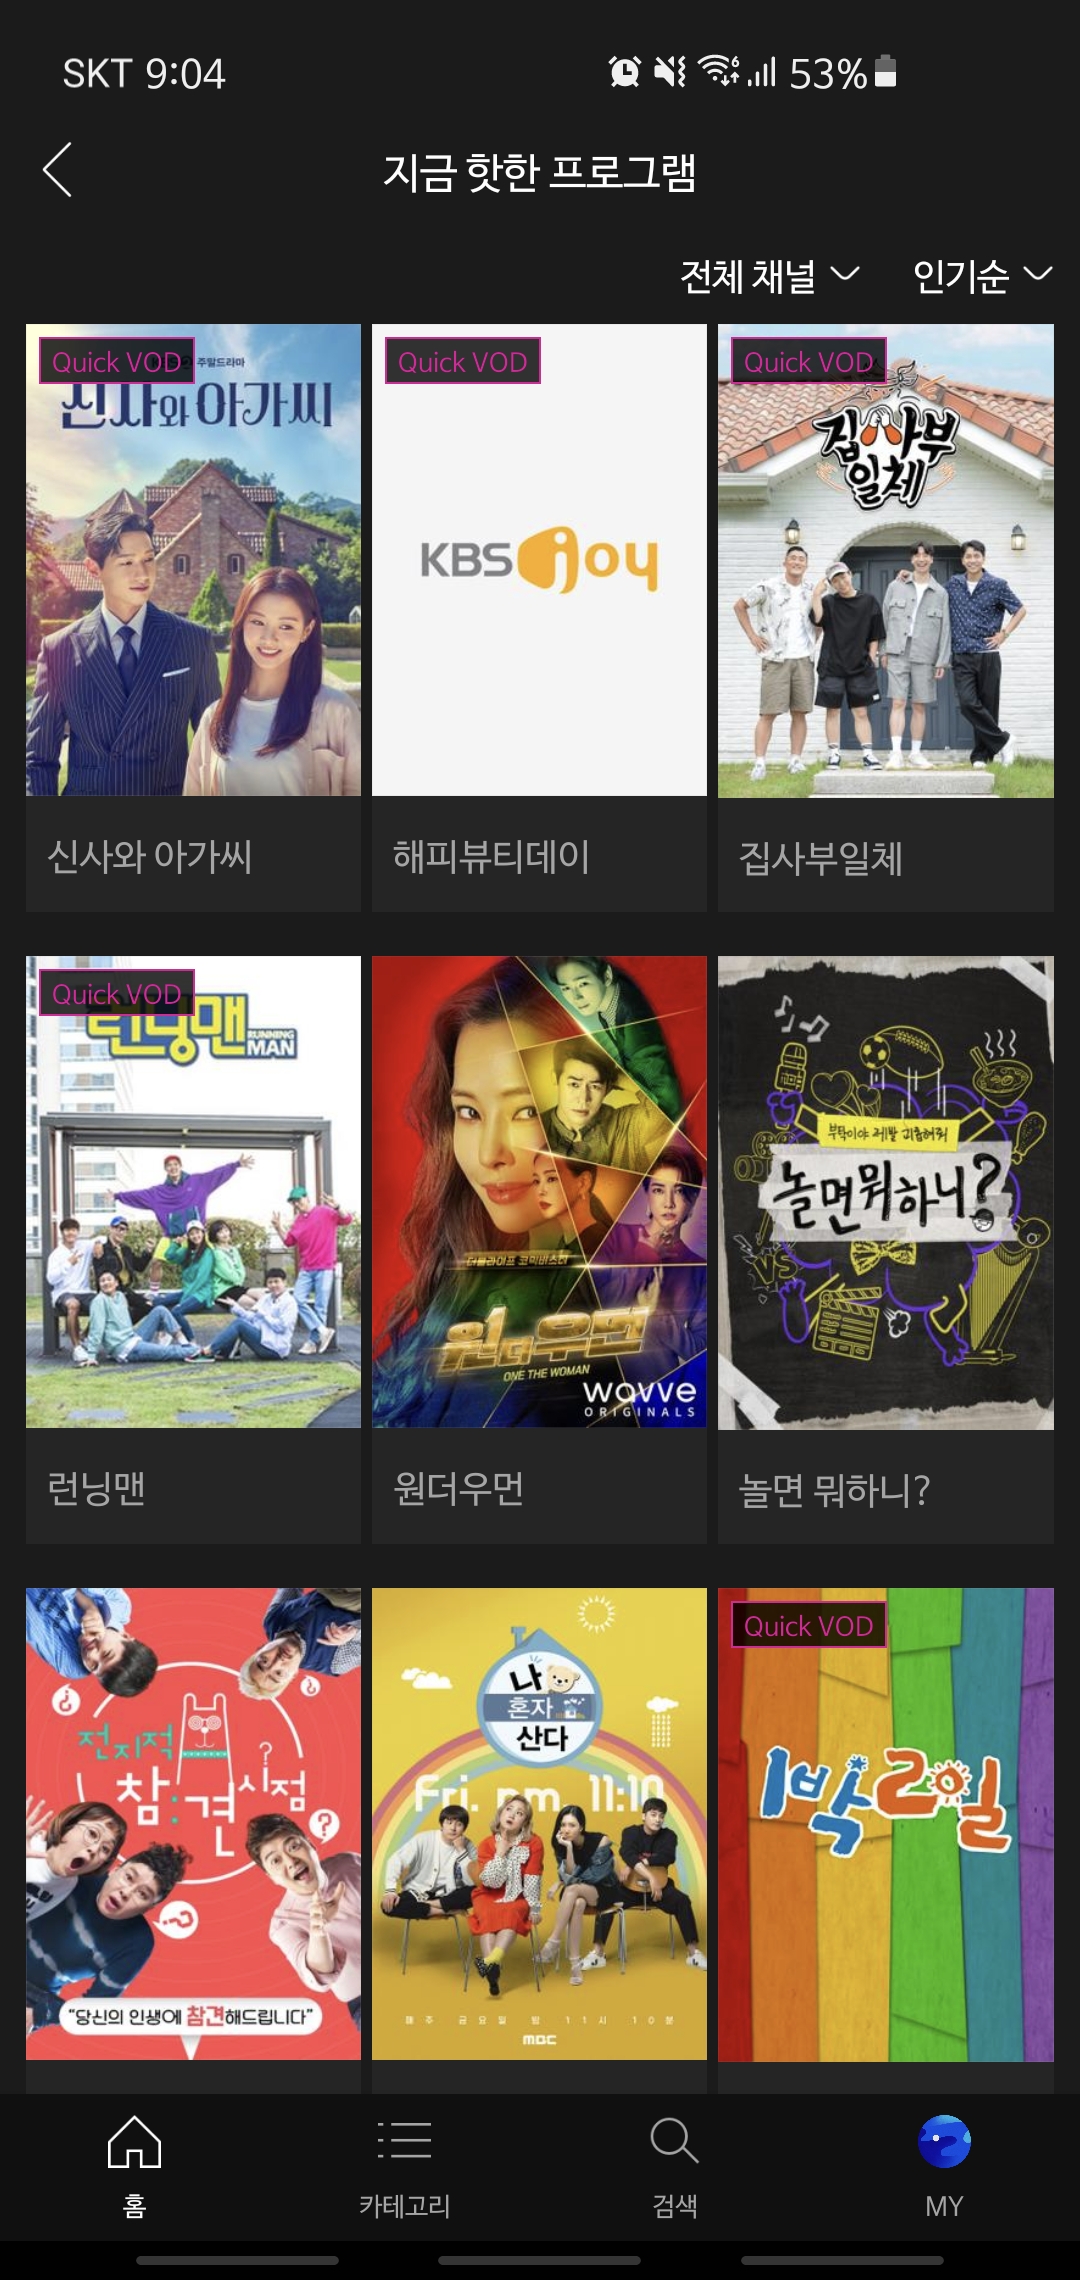 SKT 9:04
53%
지금 핫한 프로그램
전체 채널
인기순
Quick VOD
주말드라마
신사와 아가씨
Quick VOD
KBS joy
Quick VOD
집사부
일체
신사와 아가씨
해피뷰티데이
집사부일체
Quick VOD
런닝맨
RUNNING
MAN
더블라이프 코믹버스터
원더우먼
ONE THE WOMAN
wavve
ORIGINALS
놀면뭐하니?
VS
런닝맨
원더우먼
놀면 뭐하니?
전지적
참견시점
"당신의 인생에 참견해드립니다"
나
혼자
산다
Fri. pm 11:10
매주 금요일 밤 11시 10분
MBC
Quick VOD
1박2일
홈
카테고리
검색
MY